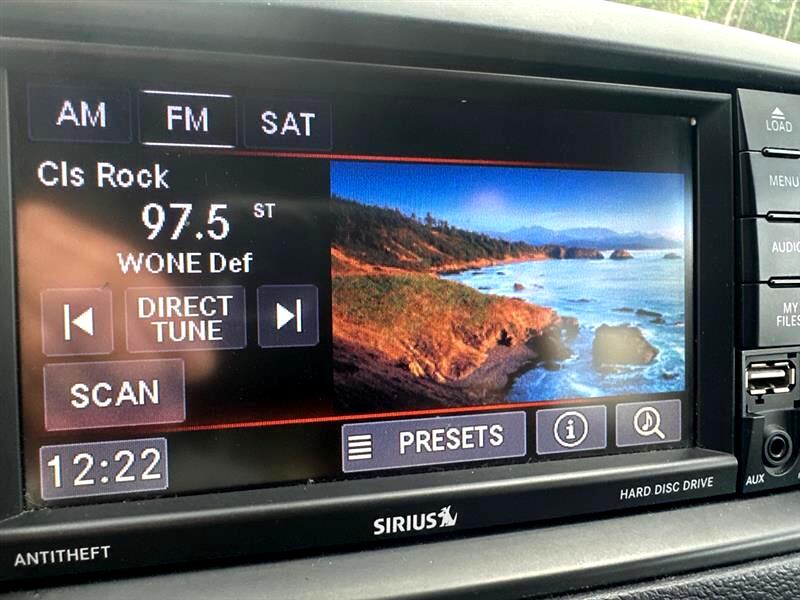 AM FM SAT
Cls Rock
97.5 ST
WONE Def
DIRECT
TUNE
SCAN
12:22
PRESETS
SIRIUS
HARD DISC DRIVE
ANTITHEFT
LOAD
MENU
AUDIO
MY
FILES
AUX